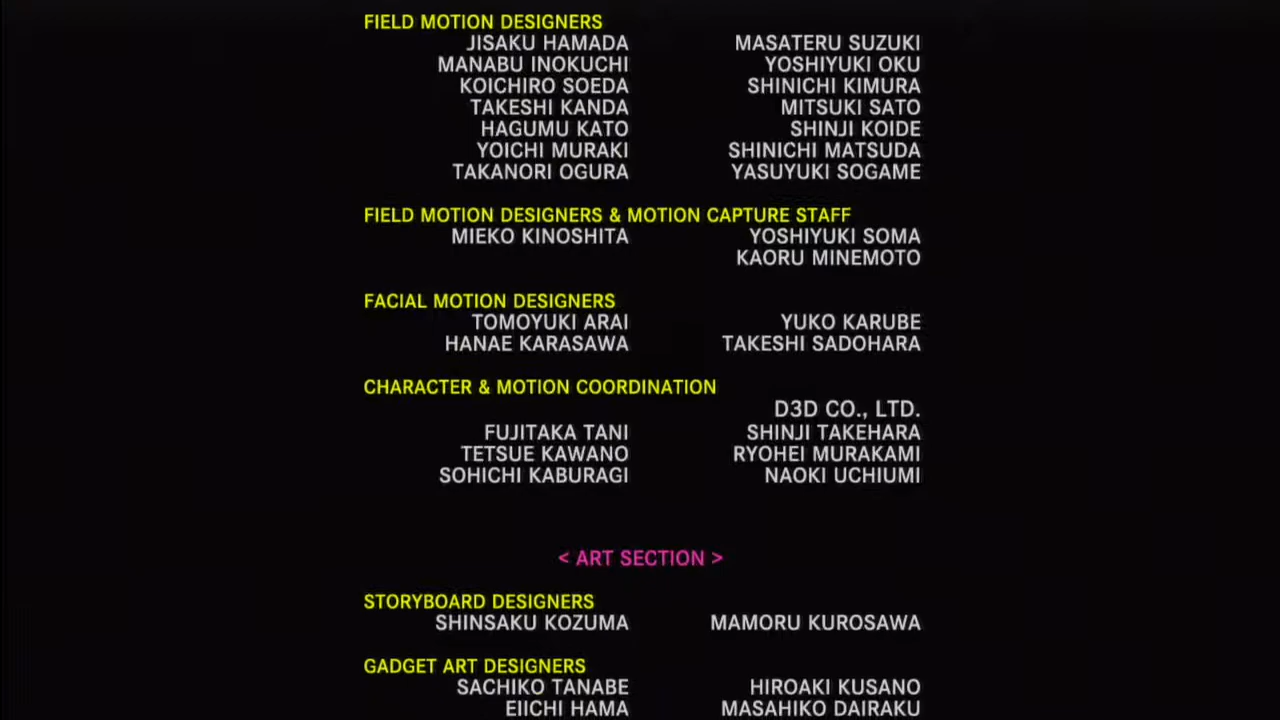 FIELD MOTION DESIGNERS
JISAKU HAMADA MASATERU SUZUKI
MANABU INOKUCHI YOSHIYUKI OKU
KOICHIRO SOEDA SHINICHI KIMURA
TAKESHI KANDA MITSUKI SATO
HAGUMU KATO SHINJI KOIDE
YOICHI MURAKI SHINICHI MATSUDA
TAKANORI OGURA YASUYUKI SOGAME
FIELD MOTION DESIGNERS & MOTION CAPTURE STAFF
MIEKO KINOSHITA YOSHIYUKI SOMA
KAORU MINEMOTO
FACIAL MOTION DESIGNERS
TOMOYUKI ARAI YUKO KARUBE
HANAE KARASAWA TAKESHI SADOHARA
CHARACTER & MOTION COORDINATION
D3D CO., LTD.
FUJITAKA TANI SHINJI TAKEHARA
TETSUE KAWANO RYOHEI MURAKAMI
SOHICHI KABURAGI NAOKI UCHIUMI
< ART SECTION >
STORYBOARD DESIGNERS
SHINSAKU KOZUMA MAMORU KUROSAWA
GADGET ART DESIGNERS
SACHIKO TANABE HIROAKI KUSANO
EIICHI HAMA MASAHIKO DAIRAKU